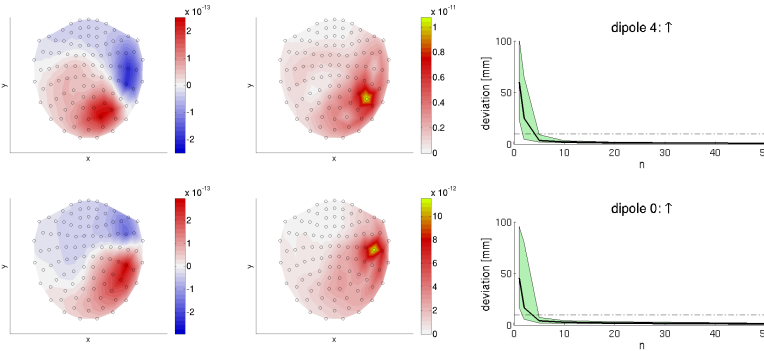 x 10⁻¹³
2
1
0
-1
-2
y
x
x 10⁻¹¹
1
0.8
0.6
0.4
0.2
0
y
x
dipole 4: ↑
100
50
0
deviation [mm]
0
10
20
30
40
50
n
x 10⁻¹³
2
1
0
-1
-2
y
x
x 10⁻¹²
10
8
6
4
2
0
y
x
dipole 0: ↑
100
50
0
deviation [mm]
0
10
20
30
40
5
n